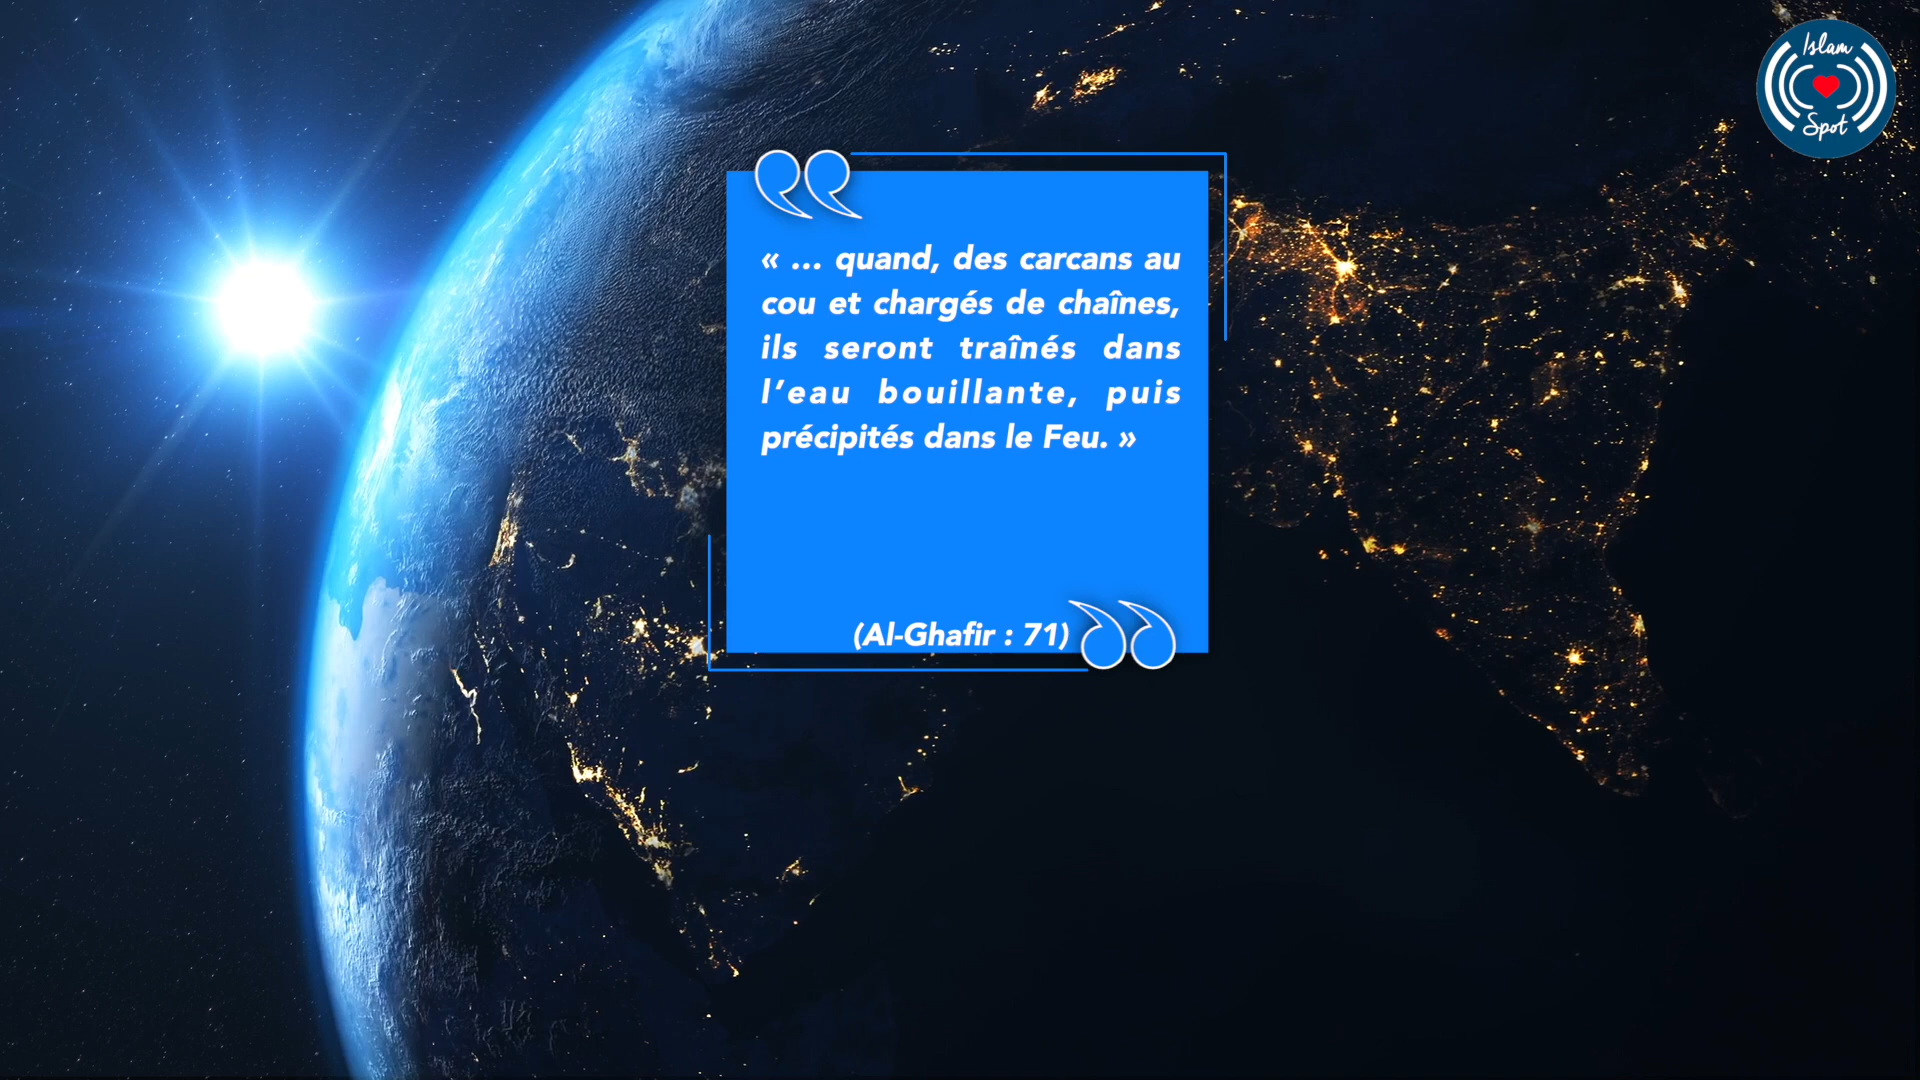 Islam
Spot
« ... quand, des carcans au
cou et chargés de chaînes,
ils seront traînés dans
l’eau bouillante, puis
précipités dans le Feu. »
(Al-Ghafir : 71)